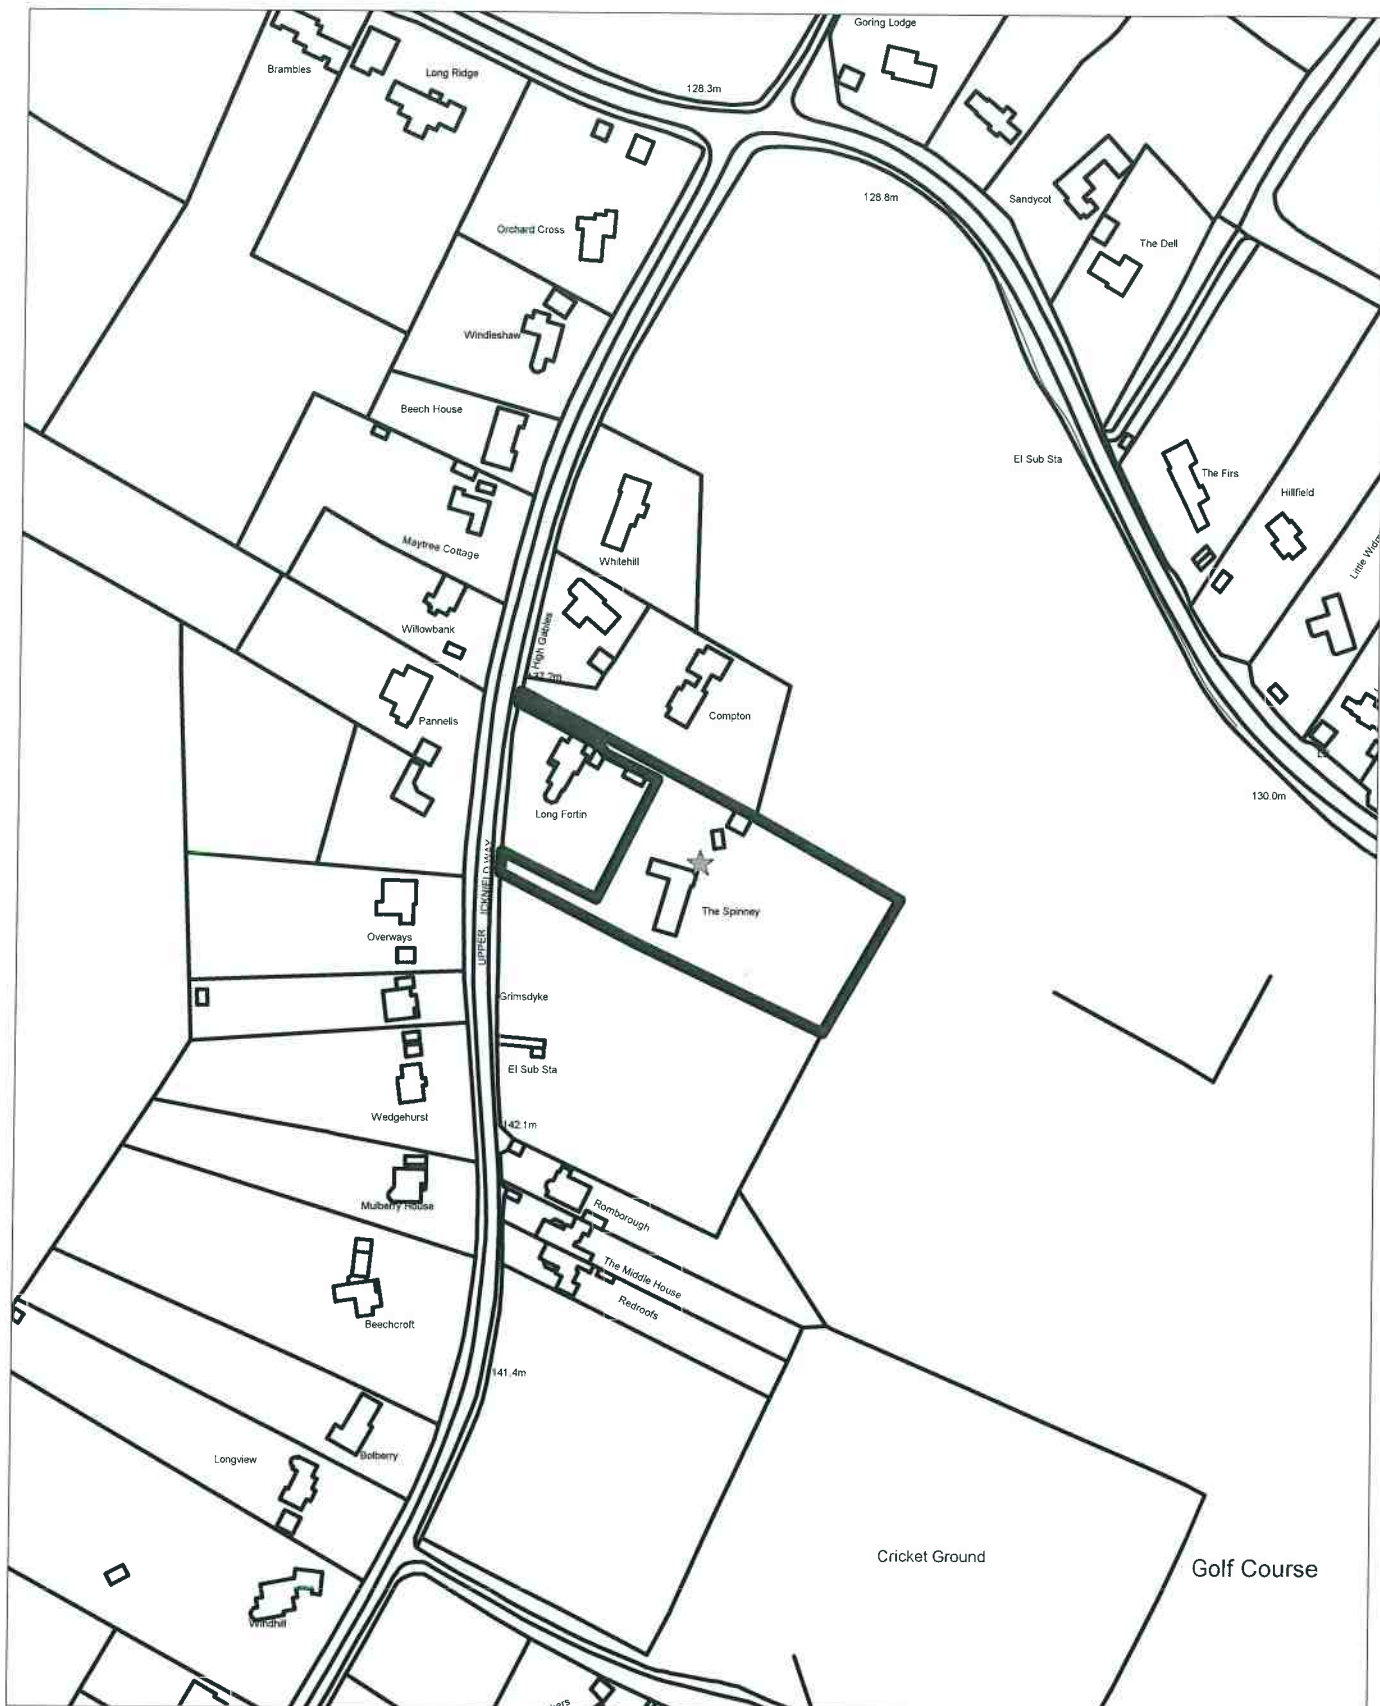 Goring Lodge
Brambles
Long Ridge
128.3m
128.8m
Sandycot
Orchard Cross
The Dell
Windleshaw
Beech House
El Sub Sta
The Firs
Hillfield
Maytree Cottage
Whitehill
Little
Willowbank
High Gables
Pannells
Compton
130.0m
Long Fortin
UPPER ICKNIELD WAY
The Spinney
Overways
Grimsdyke
El Sub Sta
Wedgehurst
142.1m
Mulberry House
Romborough
The Middle House
Redroofs
Beechcroft
141.4m
Bolberry
Longview
Cricket Ground
Golf Course
Windhill